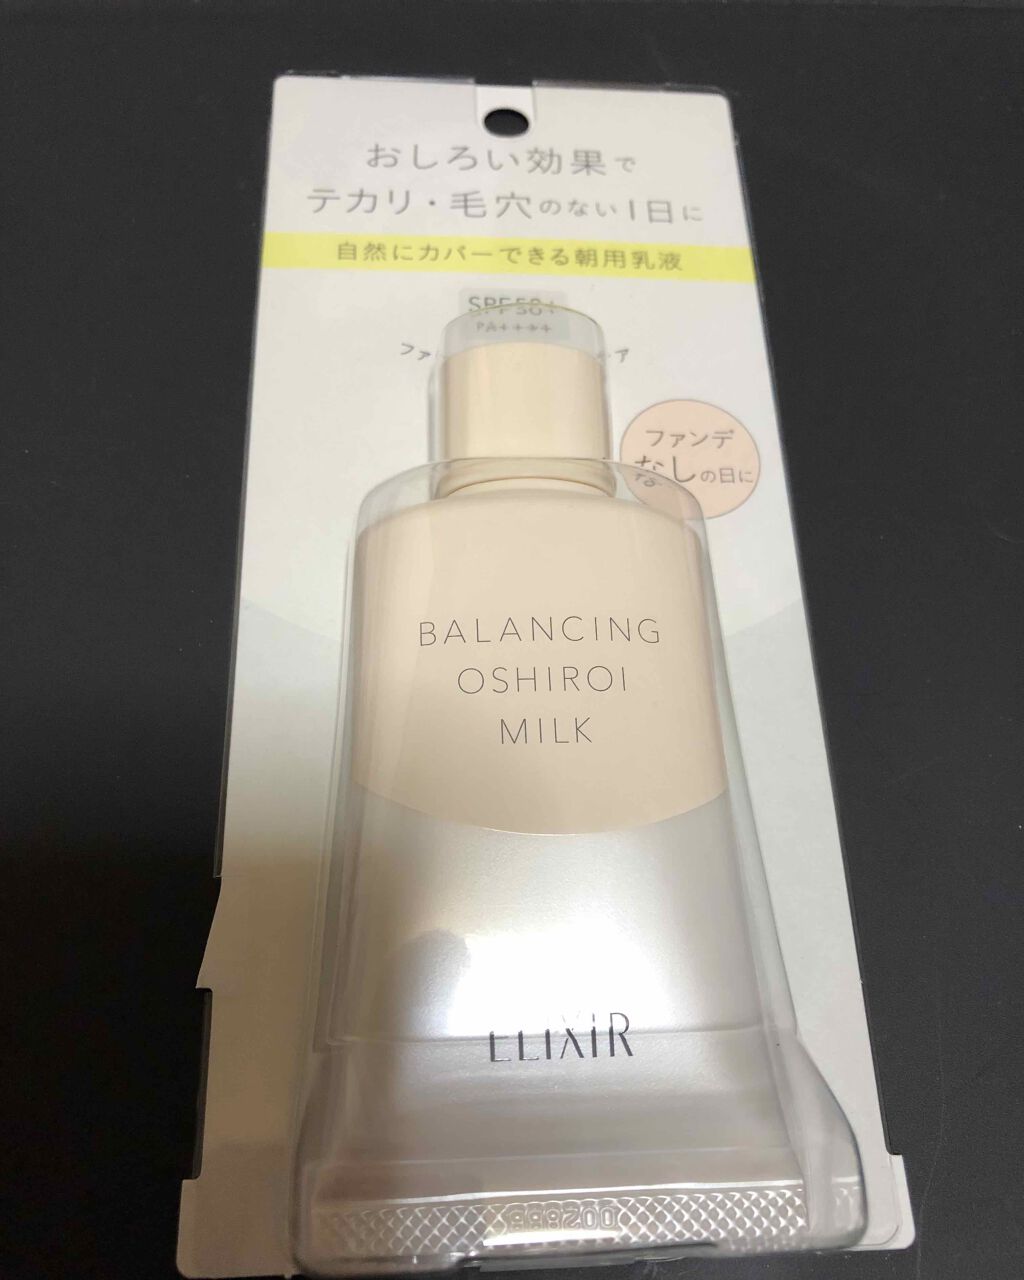 おしろい効果で
テカリ・毛穴のない1日に
自然にカバーできる朝用乳液
SPF50+
PA++++
ファンデ
なしの日に
BALANCING
OSHIROI
MILK
ELIXIR